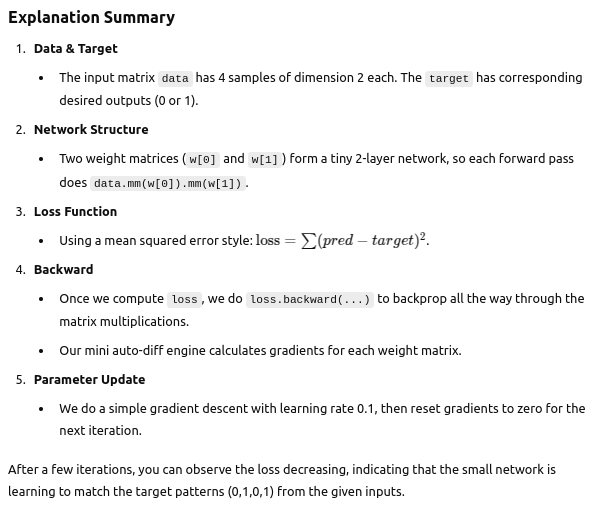 Explanation Summary
1. Data & Target
• The input matrix data has 4 samples of dimension 2 each. The target has corresponding
desired outputs (0 or 1).
2. Network Structure
• Two weight matrices ( w[0] and w[1] ) form a tiny 2-layer network, so each forward pass
does data.mm(w[0]).mm(w[1]) .
3. Loss Function
• Using a mean squared error style: loss = ∑(pred − target)².
4. Backward
• Once we compute loss , we do loss.backward(...) to backprop all the way through the
matrix multiplications.
• Our mini auto-diff engine calculates gradients for each weight matrix.
5. Parameter Update
• We do a simple gradient descent with learning rate 0.1, then reset gradients to zero for the
next iteration.
After a few iterations, you can observe the loss decreasing, indicating that the small network is
learning to match the target patterns (0,1,0,1) from the given inputs.